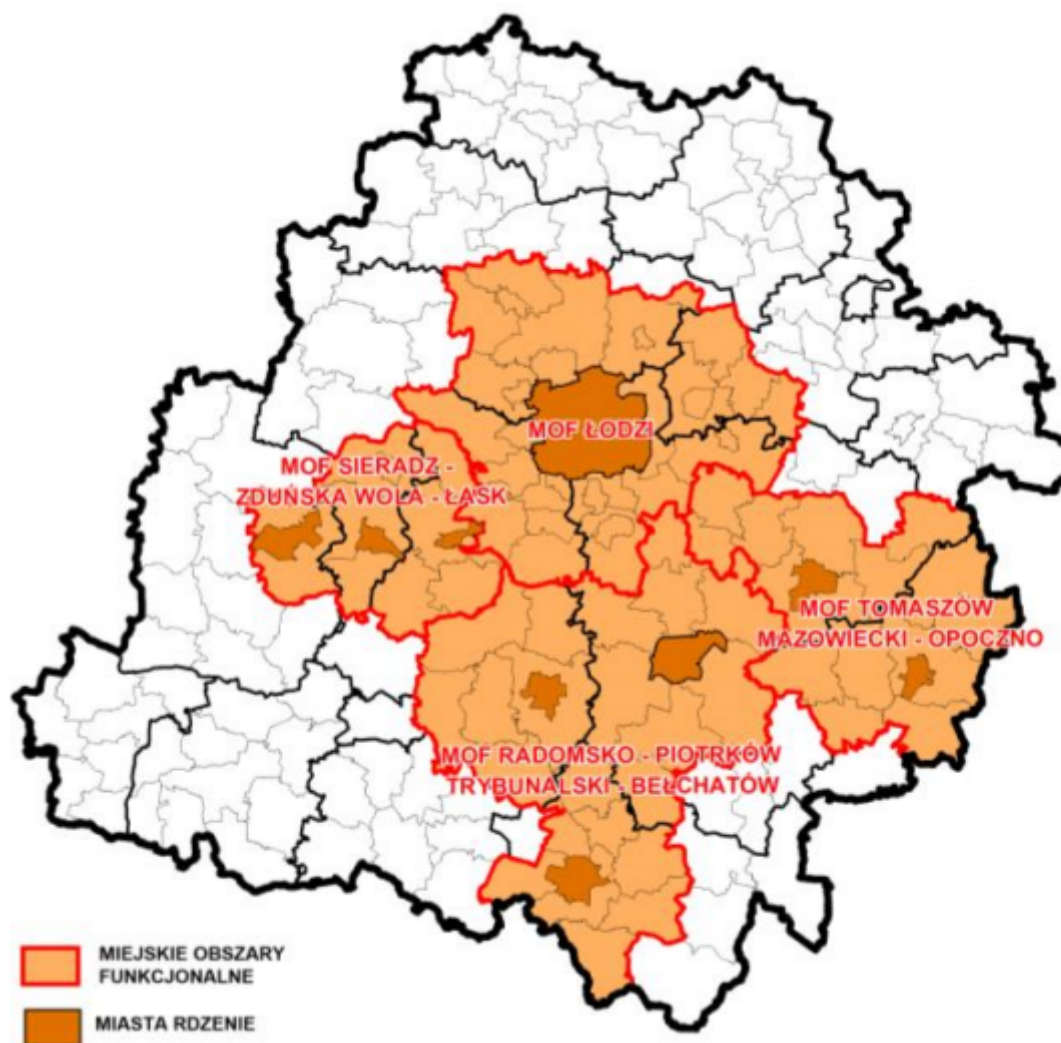 MOF ŁODZI
MOF SIERADZ -
ZDUŃSKA WOLA - ŁASK
MOF TOMASZÓW
MAZOWIECKI - OPOCZNO
MOF RADOMSKO - PIOTRKÓW
TRYBUNALSKI - BEŁCHATÓW
MIEJSKIE OBSZARY
FUNKCJONALNE
MIASTA RDZENIE